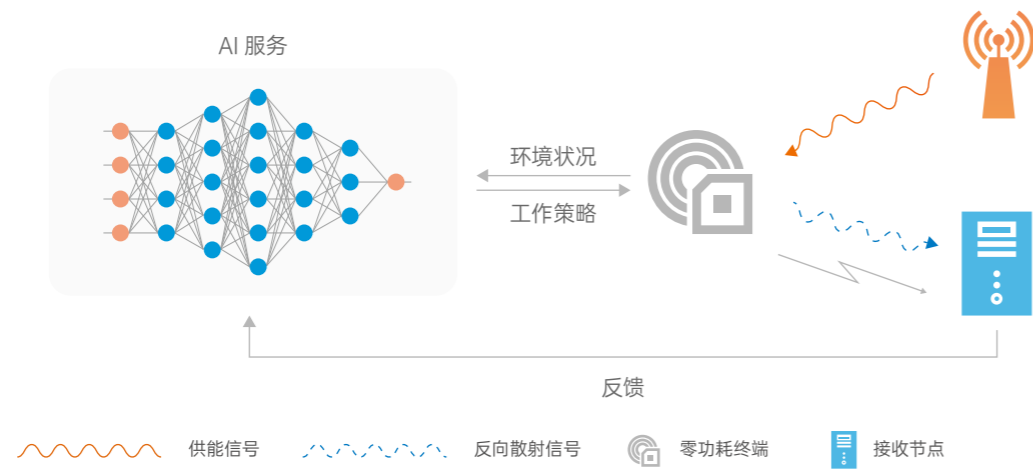 AI 服务
环境状况
工作策略
反馈
供能信号
反向散射信号
零功耗终端
接收节点